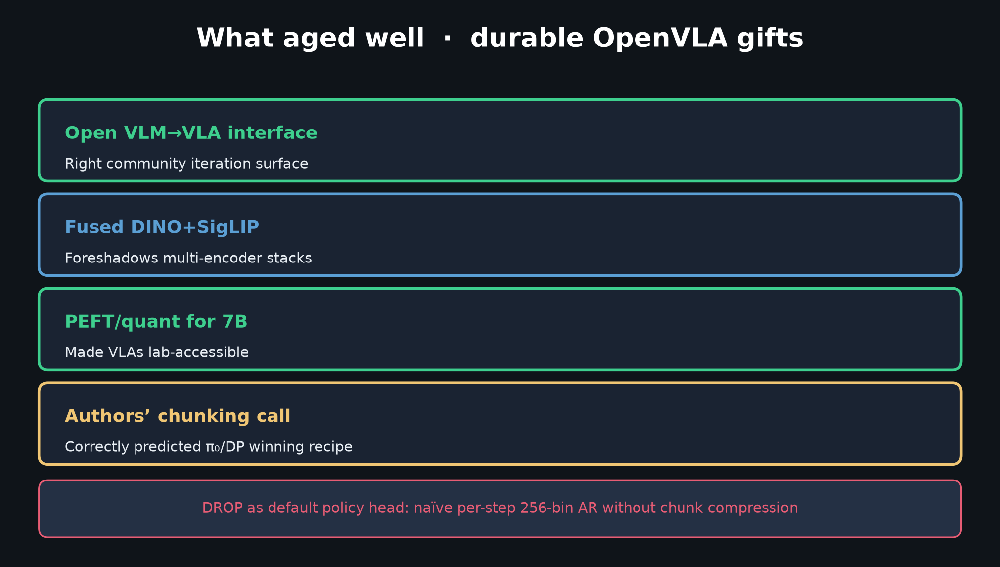 What aged well · durable OpenVLA gifts
Open VLM→VLA interface
Right community iteration surface
Fused DINO+SigLIP
Foreshadows multi-encoder stacks
PEFT/quant for 7B
Made VLAs lab-accessible
Authors’ chunking call
Correctly predicted π₀/DP winning recipe
DROP as default policy head: naïve per-step 256-bin AR without chunk compression